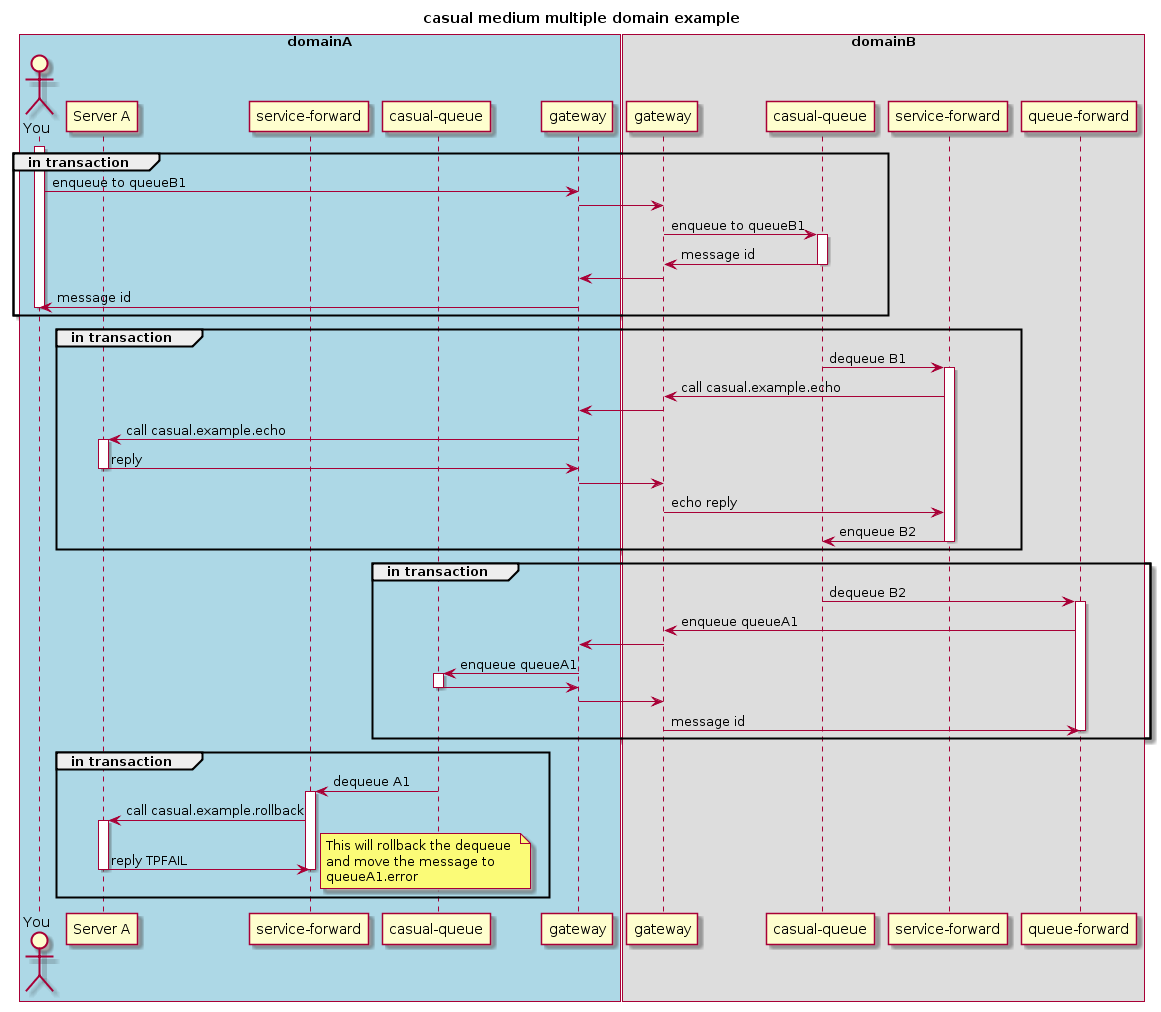 casual medium multiple domain example
domainA
domainB
You
Server A
service-forward
casual-queue
gateway
gateway
casual-queue
service-forward
queue-forward
in transaction
enqueue to queueB1
enqueue to queueB1
message id
message id
in transaction
dequeue B1
call casual.example.echo
call casual.example.echo
reply
echo reply
enqueue B2
in transaction
dequeue B2
enqueue queueA1
enqueue queueA1
message id
in transaction
dequeue A1
call casual.example.rollback
This will rollback the dequeue
and move the message to
queueA1.error
reply TPFAIL
You
Server A
service-forward
casual-queue
gateway
gateway
casual-queue
service-forward
queue-forward